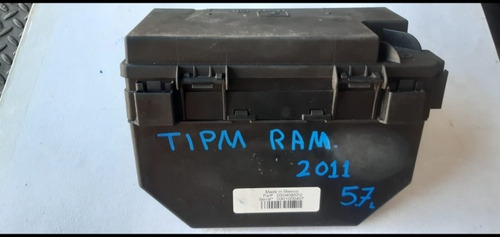 TIPM RAM.
2011
5.7L
Made in Mexico